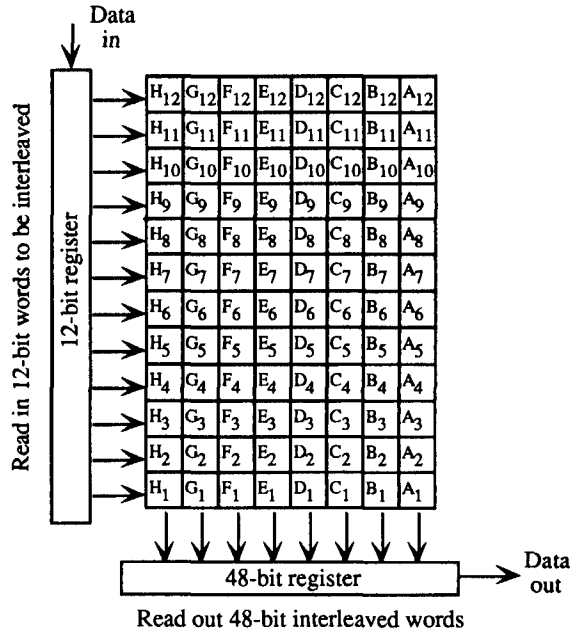 Data
in
Read in 12-bit words to be interleaved
12-bit register
H12 G12 F12 E12 D12 C12 B12 A12
H11 G11 F11 E11 D11 C11 B11 A11
H10 G10 F10 E10 D10 C10 B10 A10
H9 G9 F9 E9 D9 C9 B9 A9
H8 G8 F8 E8 D8 C8 B8 A8
H7 G7 F7 E7 D7 C7 B7 A7
H6 G6 F6 E6 D6 C6 B6 A6
H5 G5 F5 E5 D5 C5 B5 A5
H4 G4 F4 E4 D4 C4 B4 A4
H3 G3 F3 E3 D3 C3 B3 A3
H2 G2 F2 E2 D2 C2 B2 A2
H1 G1 F1 E1 D1 C1 B1 A1
48-bit register
Data
out
Read out 48-bit interleaved words